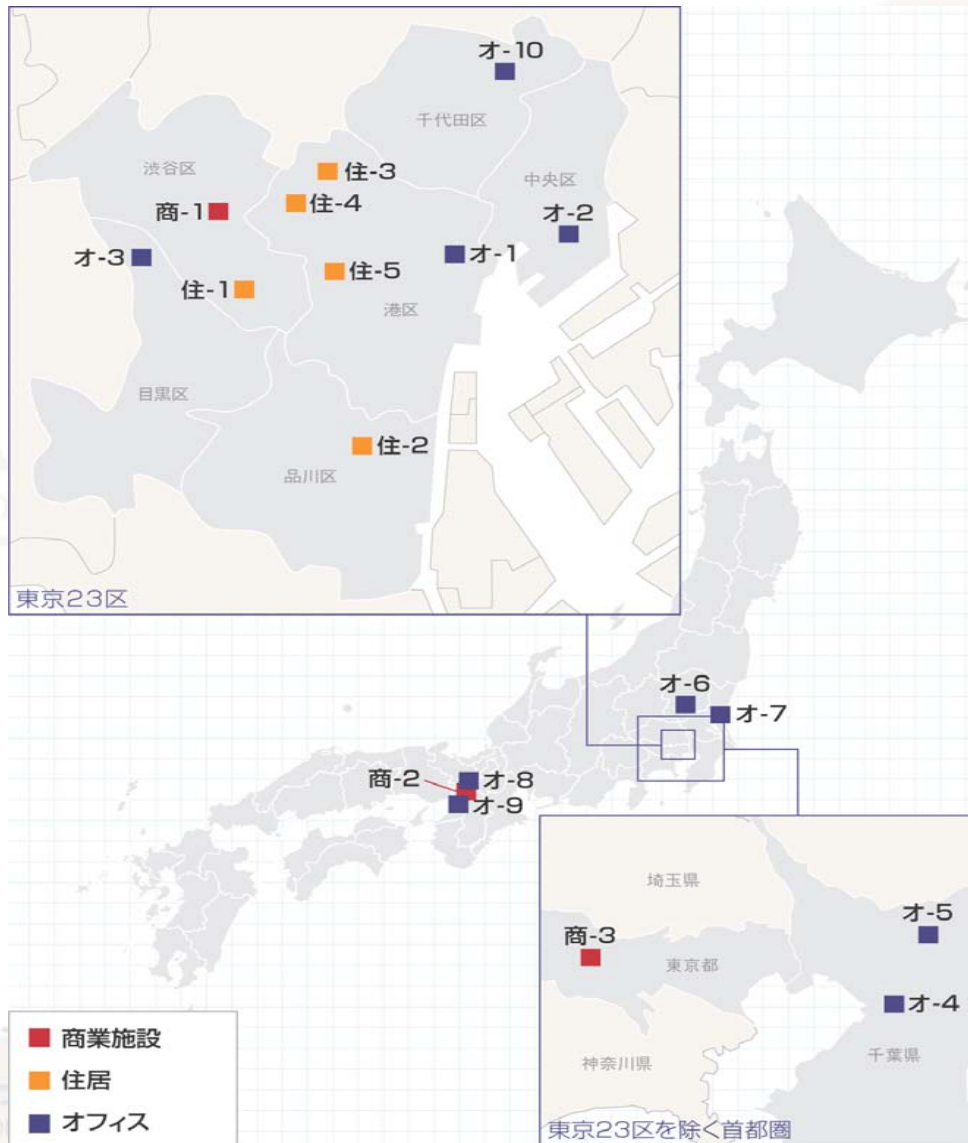 オ-10
千代田区
渋谷区
住-3
中央区
商-1
住-4
オ-2
オ-3
オ-1
住-5
住-1
港区
目黒区
住-2
品川区
東京23区
オ-6
オ-7
商-2
オ-8
オ-9
埼玉県
オ-5
商-3
東京都
オ-4
千葉県
神奈川県
東京23区を除く首都圏
商業施設
住居
オフィス